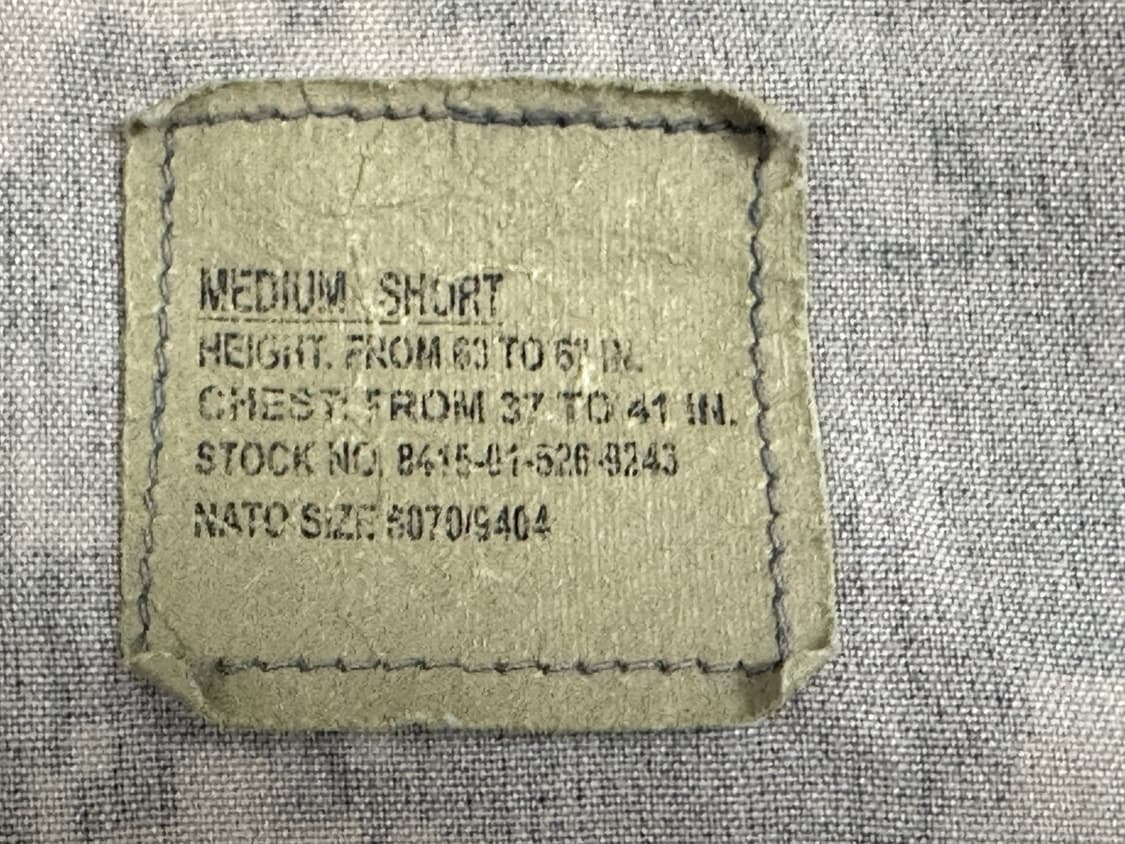 MEDIUM SHORT
HEIGHT. FROM 63 TO 67 IN.
CHEST: FROM 37 TO 41 IN.
STOCK NO. 8415-01-526-9243
NATO SIZE 6070/9404